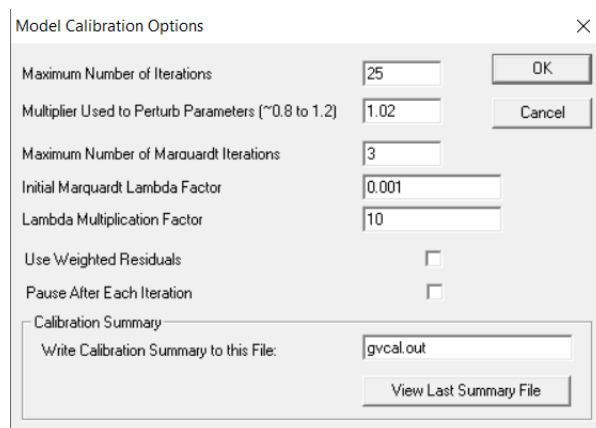 Model Calibration Options
Maximum Number of Iterations 25 OK
Multiplier Used to Perturb Parameters (~0.8 to 1.2) 1.02 Cancel
Maximum Number of Marquardt Iterations 3
Initial Marquardt Lambda Factor 0.001
Lambda Multiplication Factor 10
Use Weighted Residuals
Pause After Each Iteration
Calibration Summary
Write Calibration Summary to this File: gvcal.out
View Last Summary File